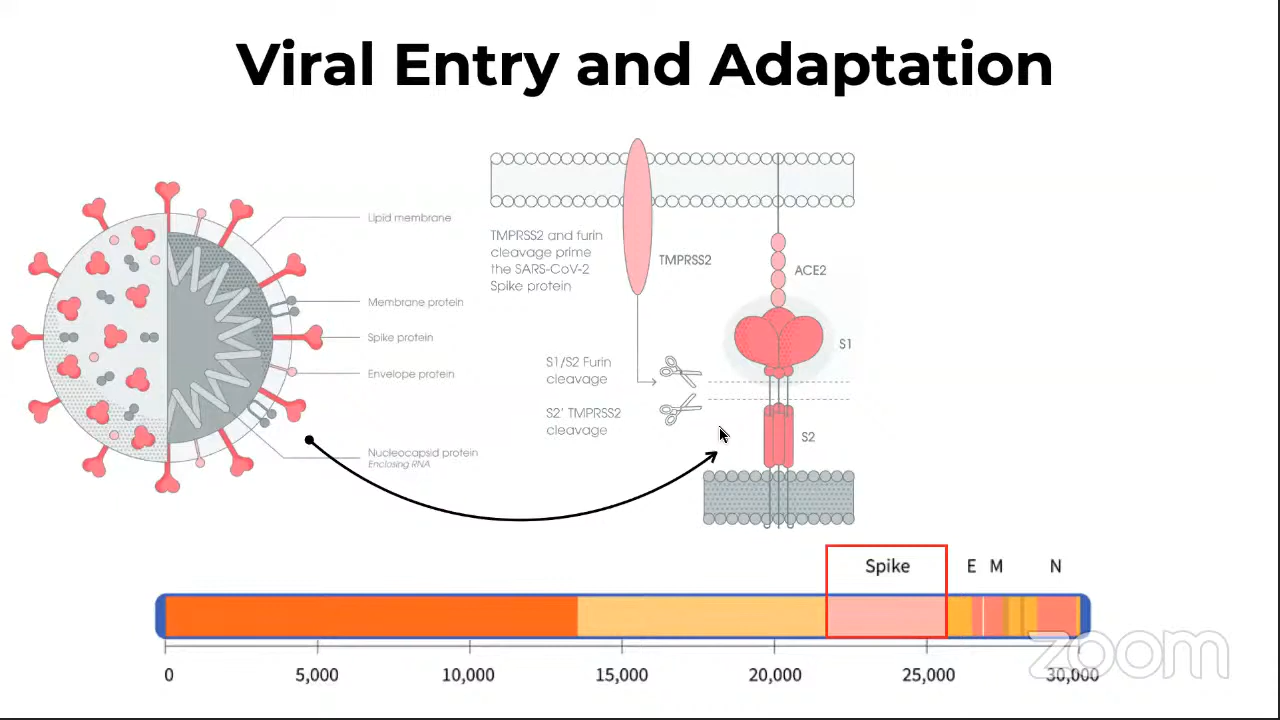 Viral Entry and Adaptation
Lipid membrane
Membrane protein
Spike protein
Envelope protein
Nucleocapsid protein
Enclosing RNA
TMPRSS2 and furin
cleavage prime
the SARS-CoV-2
Spike protein
TMPRSS2
ACE2
S1
S1/S2 Furin
cleavage
S2' TMPRSS2
cleavage
S2
Spike
E M N
0 5,000 10,000 15,000 20,000 25,000 30,000
zoom